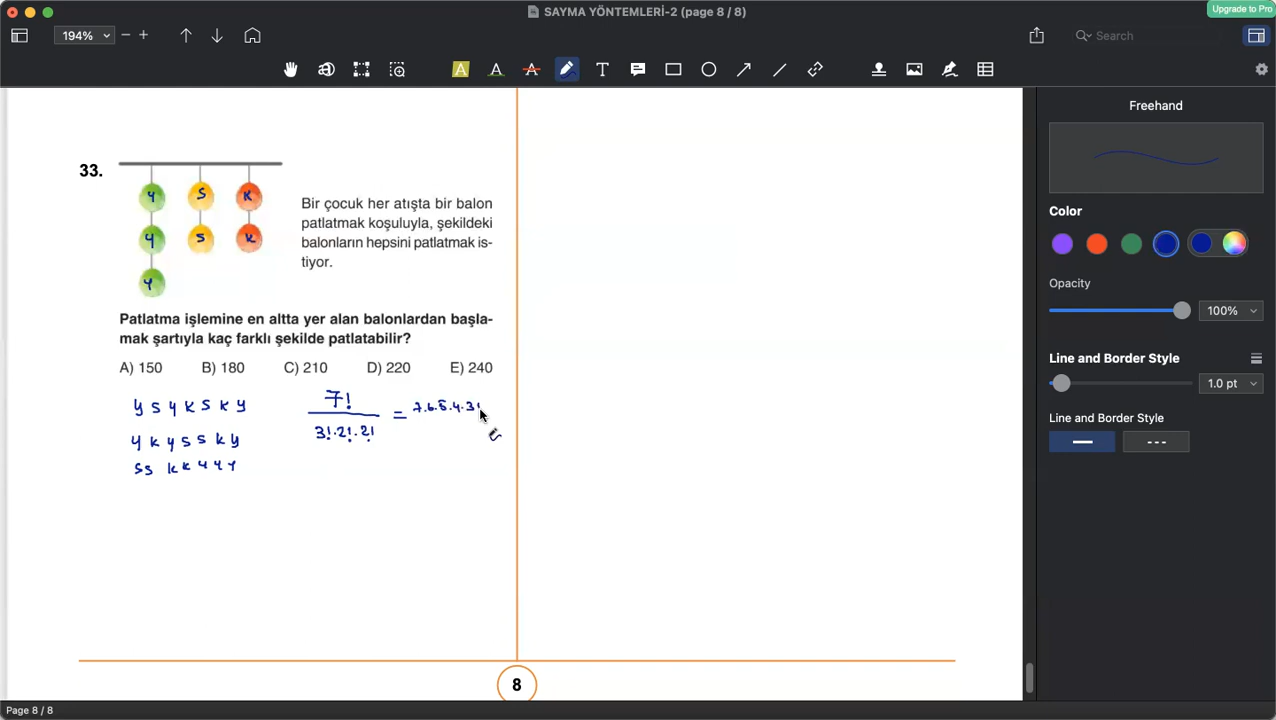 SAYMA YÖNTEMLERİ-2 (page 8 / 8)
Upgrade to Pro
194%
Search
A A A T
Freehand
33.
Y S K
Y S K
Y
Bir çocuk her atışta bir balon
patlatmak koşuluyla, şekildeki
balonların hepsini patlatmak is-
tiyor.
Patlatma işlemine en altta yer alan balonlardan başla-
mak şartıyla kaç farklı şekilde patlatabilir?
A) 150 B) 180 C) 210 D) 220 E) 240
y s y k s k y
7! / 3!.2!.2! = 7.6.5.4.3!
y k y s s k y
s s k k y y y
8
Color
Opacity
100%
Line and Border Style
1.0 pt
Line and Border Style
Page 8 / 8